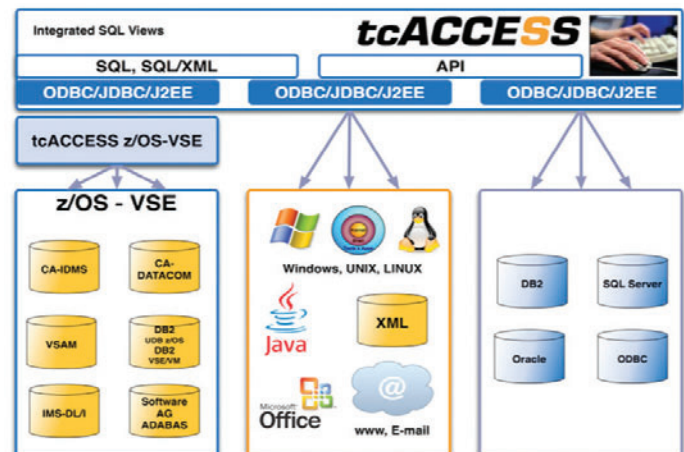 Integrated SQL Views
tcACCESS
SQL, SQL/XML
API
ODBC/JDBC/J2EE
ODBC/JDBC/J2EE
ODBC/JDBC/J2EE
tcACCESS z/OS-VSE
z/OS - VSE
CA-IDMS
CA-
DATACOM
VSAM
DB2
UDB z/OS
DB2
VSE/VM
IMS-DL/I
Software
AG
ADABAS
Windows, UNIX, LINUX
Java
XML
Microsoft
Office
@
www, E-mail
DB2
SQL Server
Oracle
ODBC